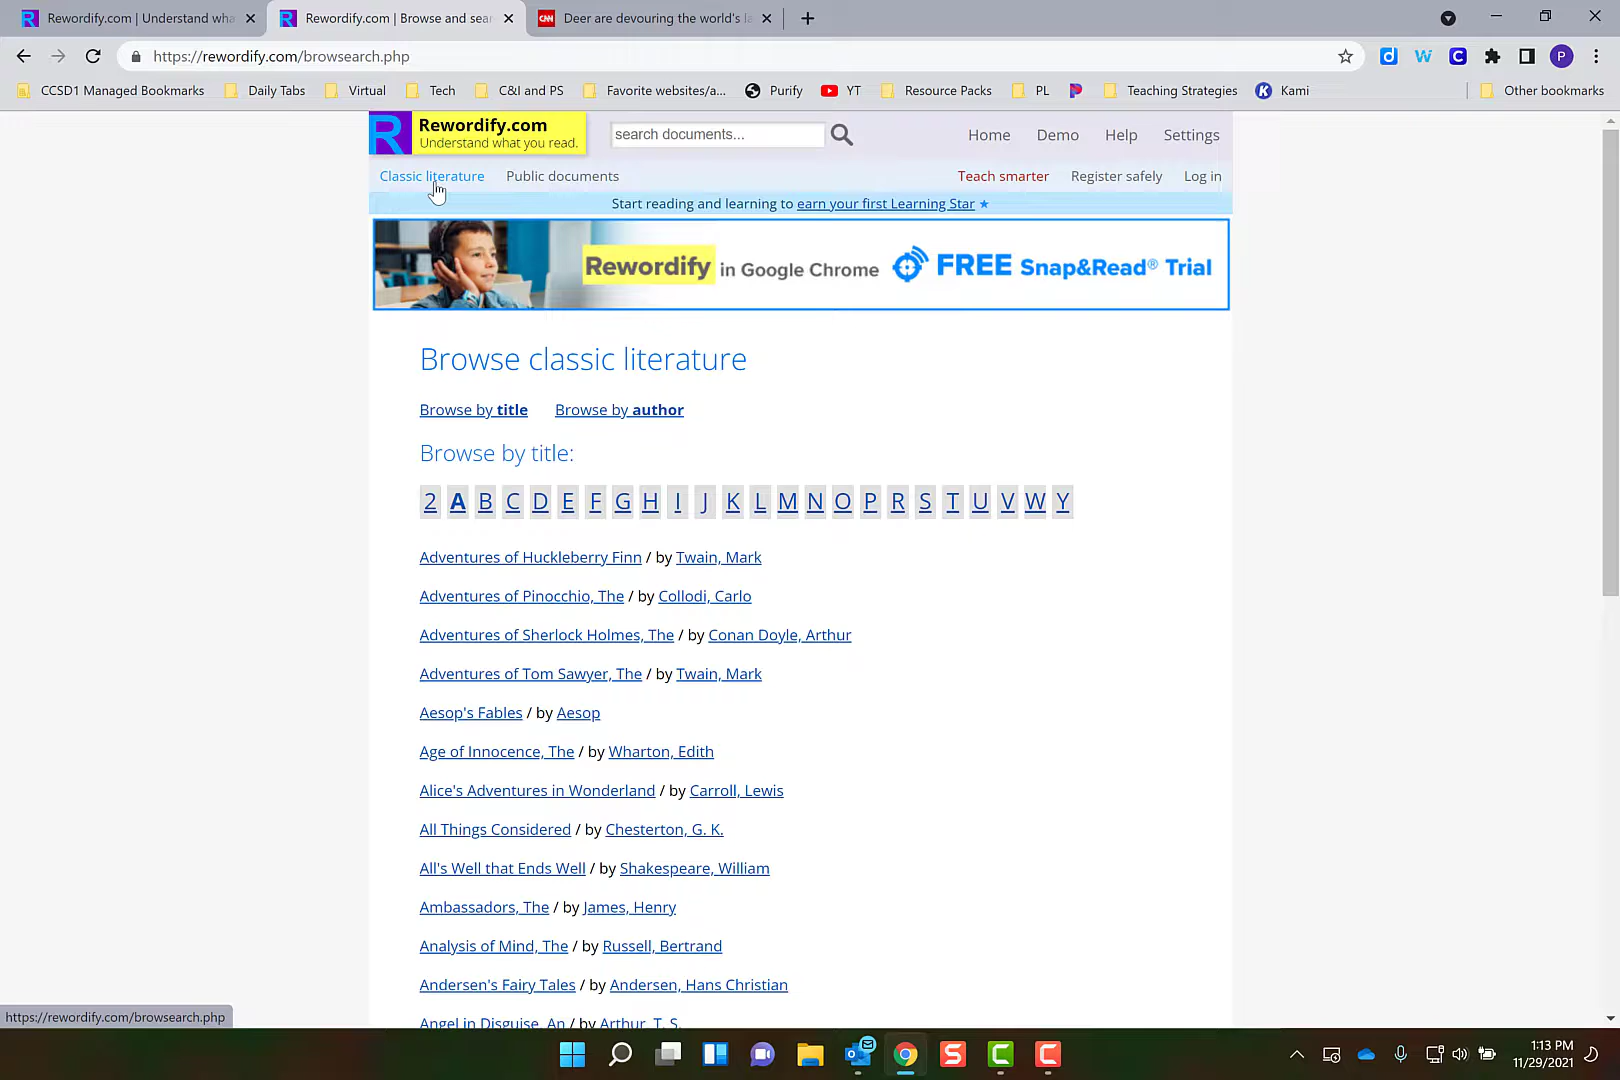 Rewordify.com | Understand wha
Rewordify.com | Browse and sear
CNN Deer are devouring the world's la
https://rewordify.com/browsearch.php
d W C P
CCSD1 Managed Bookmarks Daily Tabs Virtual Tech C&I and PS Favorite websites/a... Purify YT Resource Packs PL Teaching Strategies K Kami Other bookmarks
R Rewordify.com
Understand what you read.
search documents...
Home Demo Help Settings
Classic literature Public documents Teach smarter Register safely Log in
Start reading and learning to earn your first Learning Star ★
Rewordify in Google Chrome FREE Snap&Read® Trial
Browse classic literature
Browse by title Browse by author
Browse by title:
2 A B C D E F G H I J K L M N O P R S T U V W Y
Adventures of Huckleberry Finn / by Twain, Mark
Adventures of Pinocchio, The / by Collodi, Carlo
Adventures of Sherlock Holmes, The / by Conan Doyle, Arthur
Adventures of Tom Sawyer, The / by Twain, Mark
Aesop's Fables / by Aesop
Age of Innocence, The / by Wharton, Edith
Alice's Adventures in Wonderland / by Carroll, Lewis
All Things Considered / by Chesterton, G. K.
All's Well that Ends Well / by Shakespeare, William
Ambassadors, The / by James, Henry
Analysis of Mind, The / by Russell, Bertrand
Andersen's Fairy Tales / by Andersen, Hans Christian
Angel in Disguise, An / by Arthur, T. S.
https://rewordify.com/browsearch.php
S C C
1:13 PM
11/29/2021